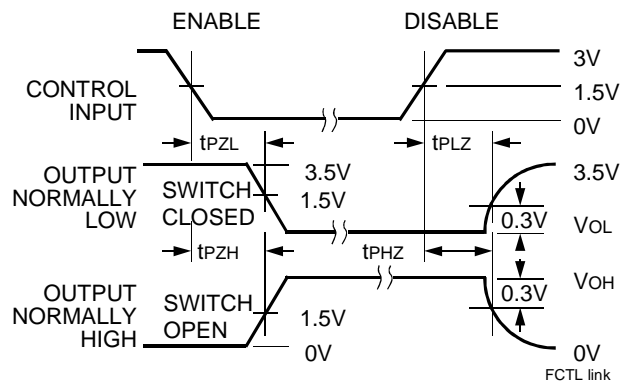 ENABLE DISABLE
3V
CONTROL
INPUT
1.5V
0V
tPZL tPLZ
OUTPUT
NORMALLY
LOW
SWITCH
CLOSED
3.5V
1.5V
3.5V
0.3V
VOL
tPZH tPHZ
OUTPUT
NORMALLY
HIGH
SWITCH
OPEN
1.5V
0V
VOH
0.3V
0V
FCTL link